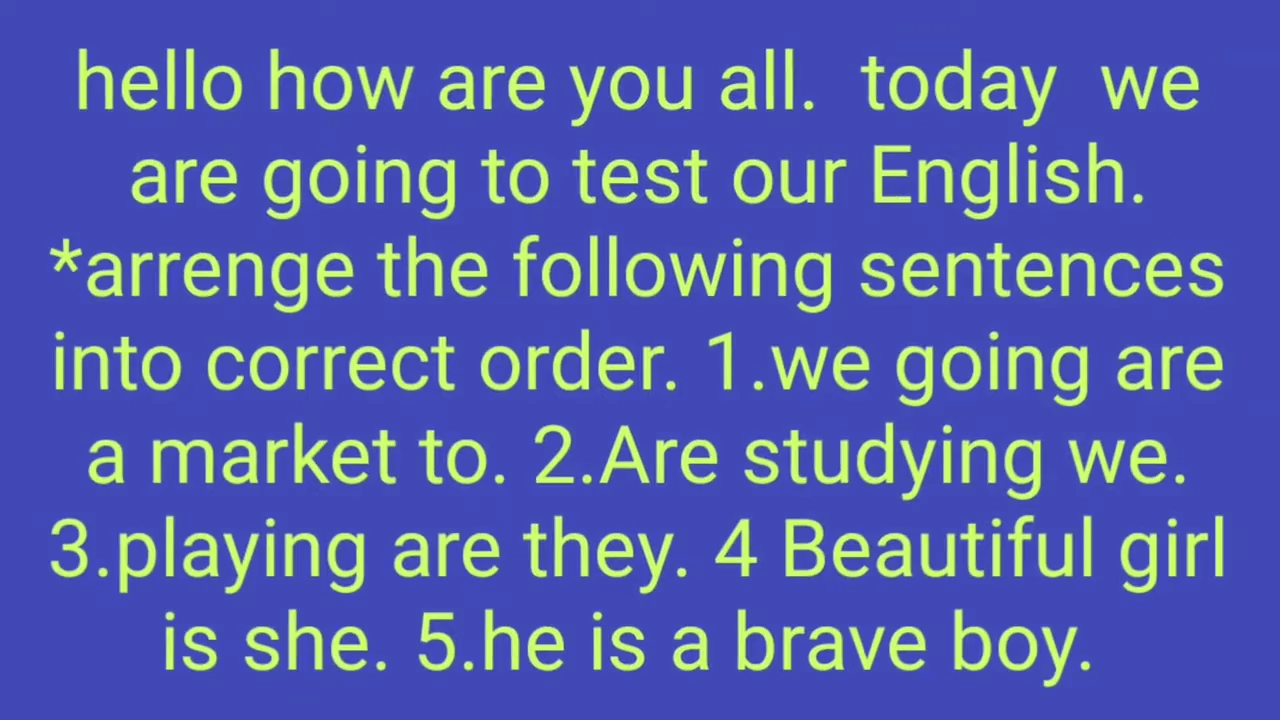 hello how are you all.  today  we
are going to test our English.
*arrenge the following sentences
into correct order. 1.we going are
a market to. 2.Are studying we.
3.playing are they. 4 Beautiful girl
is she. 5.he is a brave boy.